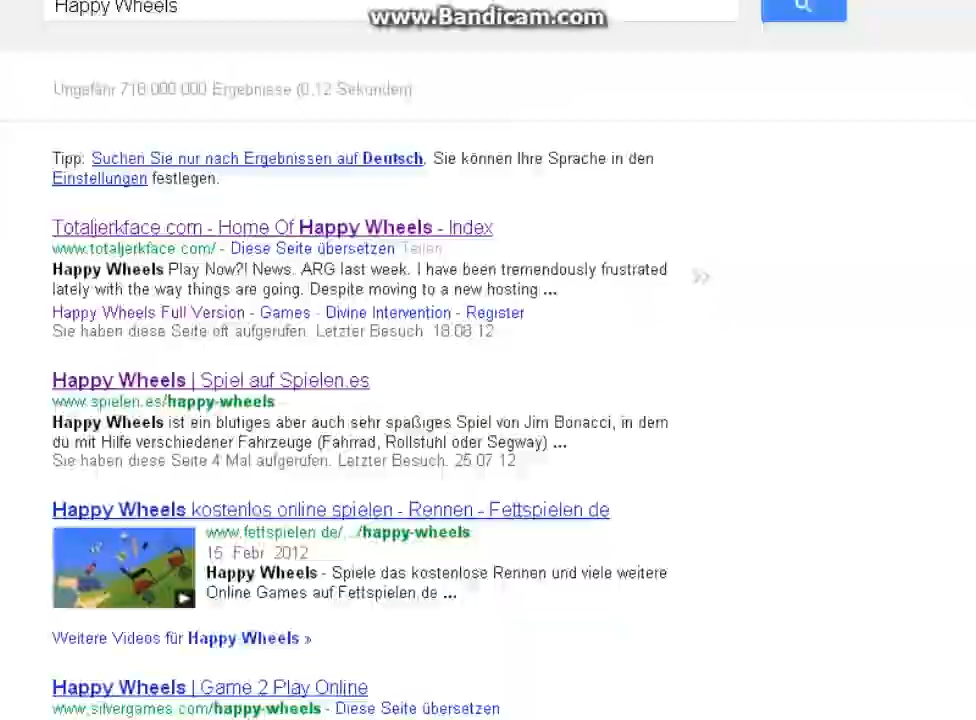 Happy Wheels
www.Bandicam.com
Ungefähr 718 000 000 Ergebnisse (0,12 Sekunden)
Tipp: Suchen Sie nur nach Ergebnissen auf Deutsch. Sie können Ihre Sprache in den
Einstellungen festlegen.
Totaljerkface.com - Home Of Happy Wheels - Index
www.totaljerkface.com/ - Diese Seite übersetzen Teilen
Happy Wheels Play Now?! News. ARG last week. I have been tremendously frustrated
lately with the way things are going. Despite moving to a new hosting ...
»
Happy Wheels Full Version - Games - Divine Intervention - Register
Sie haben diese Seite oft aufgerufen. Letzter Besuch 18.08.12
Happy Wheels | Spiel auf Spielen.es
www.spielen.es/happy-wheels
Happy Wheels ist ein blutiges aber auch sehr spaßiges Spiel von Jim Bonacci, in dem
du mit Hilfe verschiedener Fahrzeuge (Fahrrad, Rollstuhl oder Segway) ...
Sie haben diese Seite 4 Mal aufgerufen. Letzter Besuch. 25.07.12
Happy Wheels kostenlos online spielen - Rennen - Fettspielen.de
www.fettspielen.de/.../happy-wheels
15. Febr. 2012
Happy Wheels - Spiele das kostenlose Rennen und viele weitere
Online Games auf Fettspielen.de ...
Weitere Videos für Happy Wheels »
Happy Wheels | Game 2 Play Online
www.silvergames.com/happy-wheels - Diese Seite übersetzen